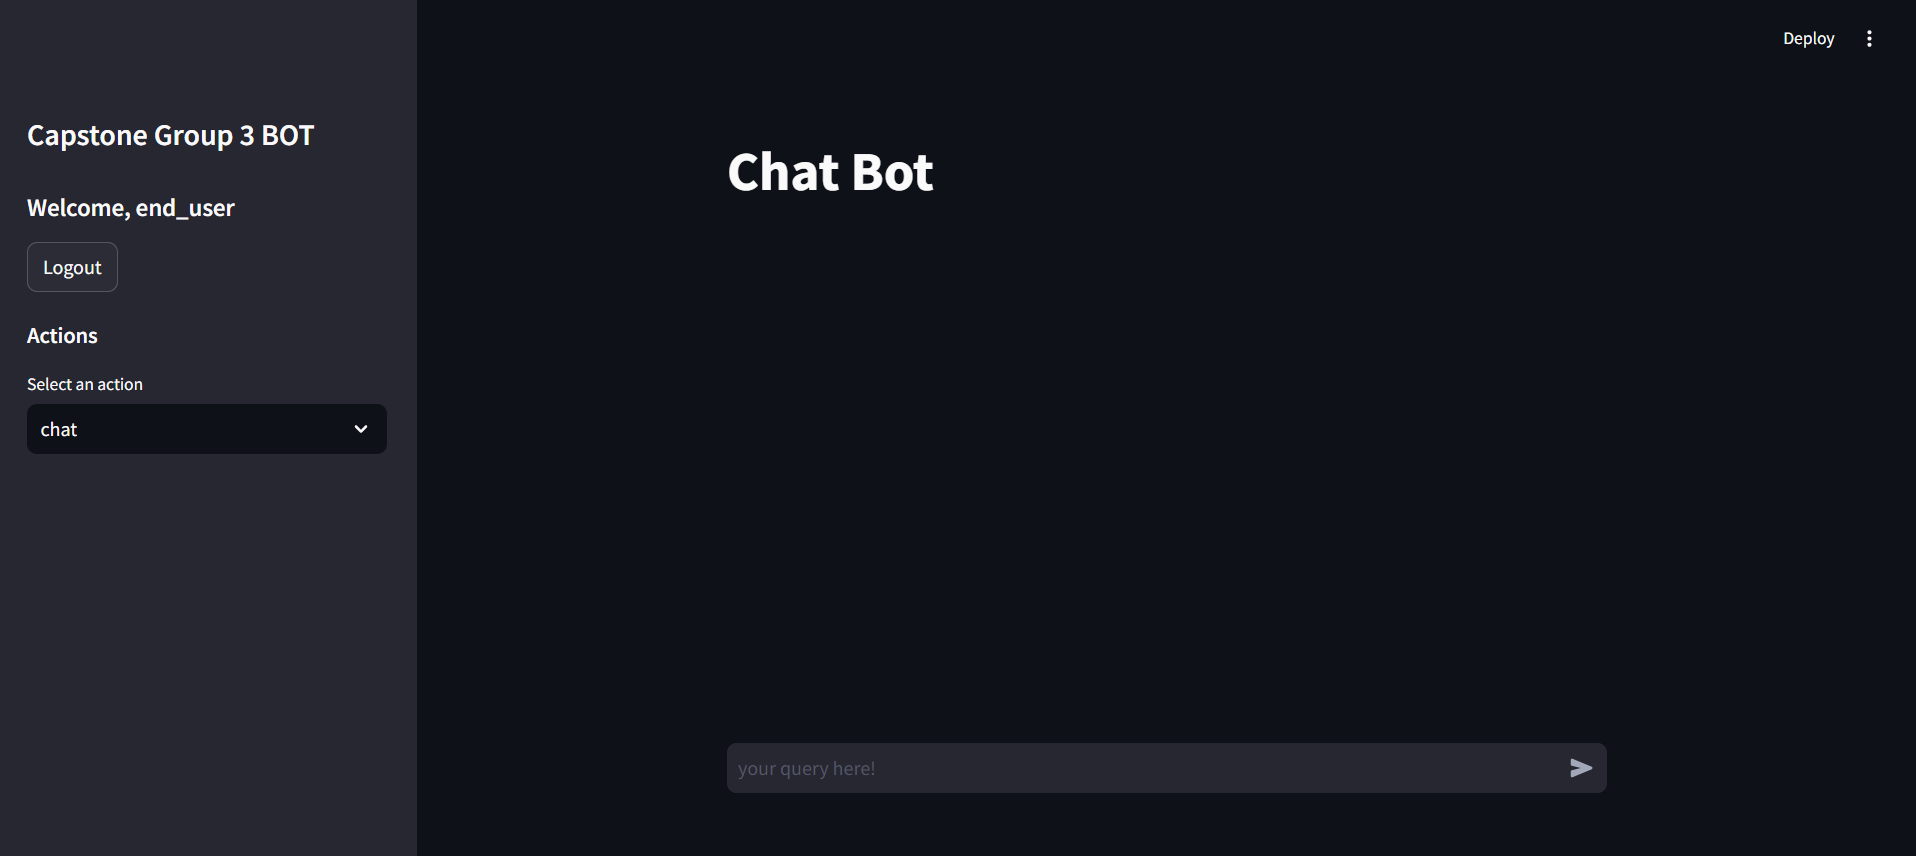 Capstone Group 3 BOT
Welcome, end_user
Logout
Actions
Select an action
chat
Deploy
Chat Bot
your query here!